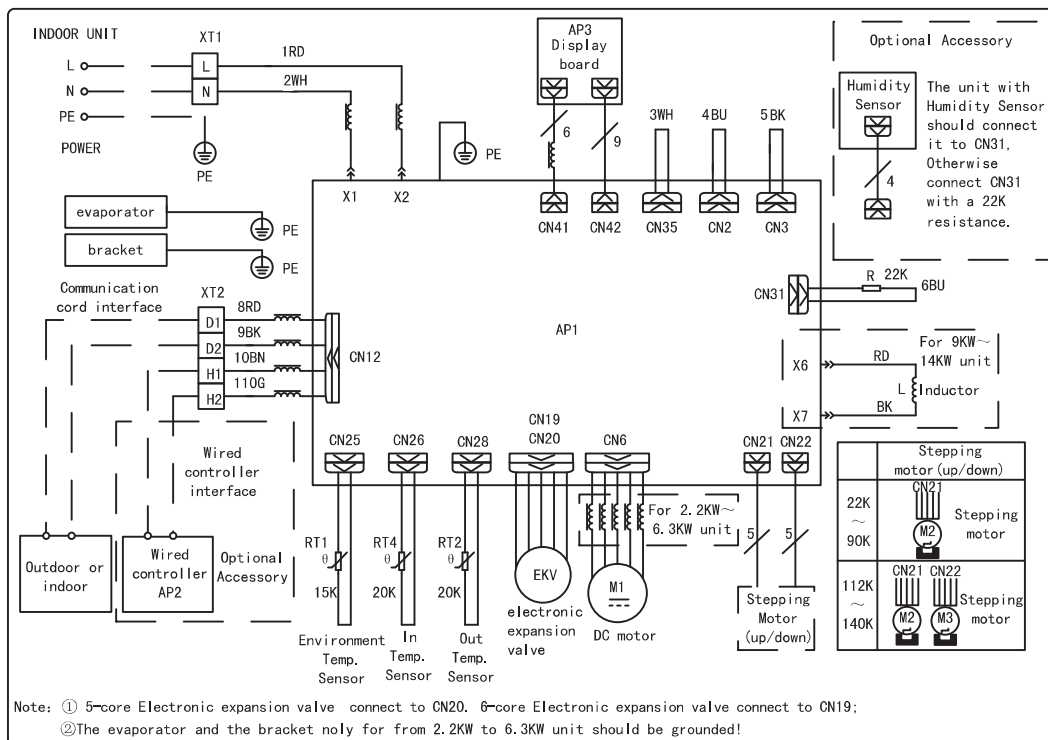 INDOOR UNIT
XT1
L
N
PE
POWER
L
N
1RD
2WH
PE
PE
X1
X2
AP3
Display
board
6
9
3WH
4BU
5BK
CN41
CN42
CN35
CN2
CN3
Optional Accessory
Humidity
Sensor
4
The unit with
Humidity Sensor
should connect
it to CN31,
Otherwise
connect CN31
with a 22K
resistance.
evaporator
PE
bracket
PE
Communication
cord interface
XT2
D1
D2
H1
H2
8RD
9BK
10BN
11OG
CN12
AP1
CN31
R
22K
6BU
For 9KW~
14KW unit
X6
RD
L
Inductor
X7
BK
Wired
controller
interface
Optional
Accessory
Outdoor or
indoor
Wired
controller
AP2
CN25
CN26
CN28
CN19
CN20
CN6
CN21
CN22
RT1
θ
15K
RT4
θ
20K
RT2
θ
20K
Environment
Temp.
Sensor
In
Temp.
Sensor
Out
Temp.
Sensor
EKV
electronic
expansion
valve
For 2.2KW~
6.3KW unit
M1
DC motor
5
5
Stepping
Motor
(up/down)
Stepping
motor(up/down)
22K
~
90K
CN21
M2
Stepping
motor
112K
~
140K
CN21
CN22
M2
M3
Stepping
motor
Note: ① 5-core Electronic expansion valve connect to CN20. 6-core Electronic expansion valve connect to CN19;
②The evaporator and the bracket noly for from 2.2KW to 6.3KW unit should be grounded!